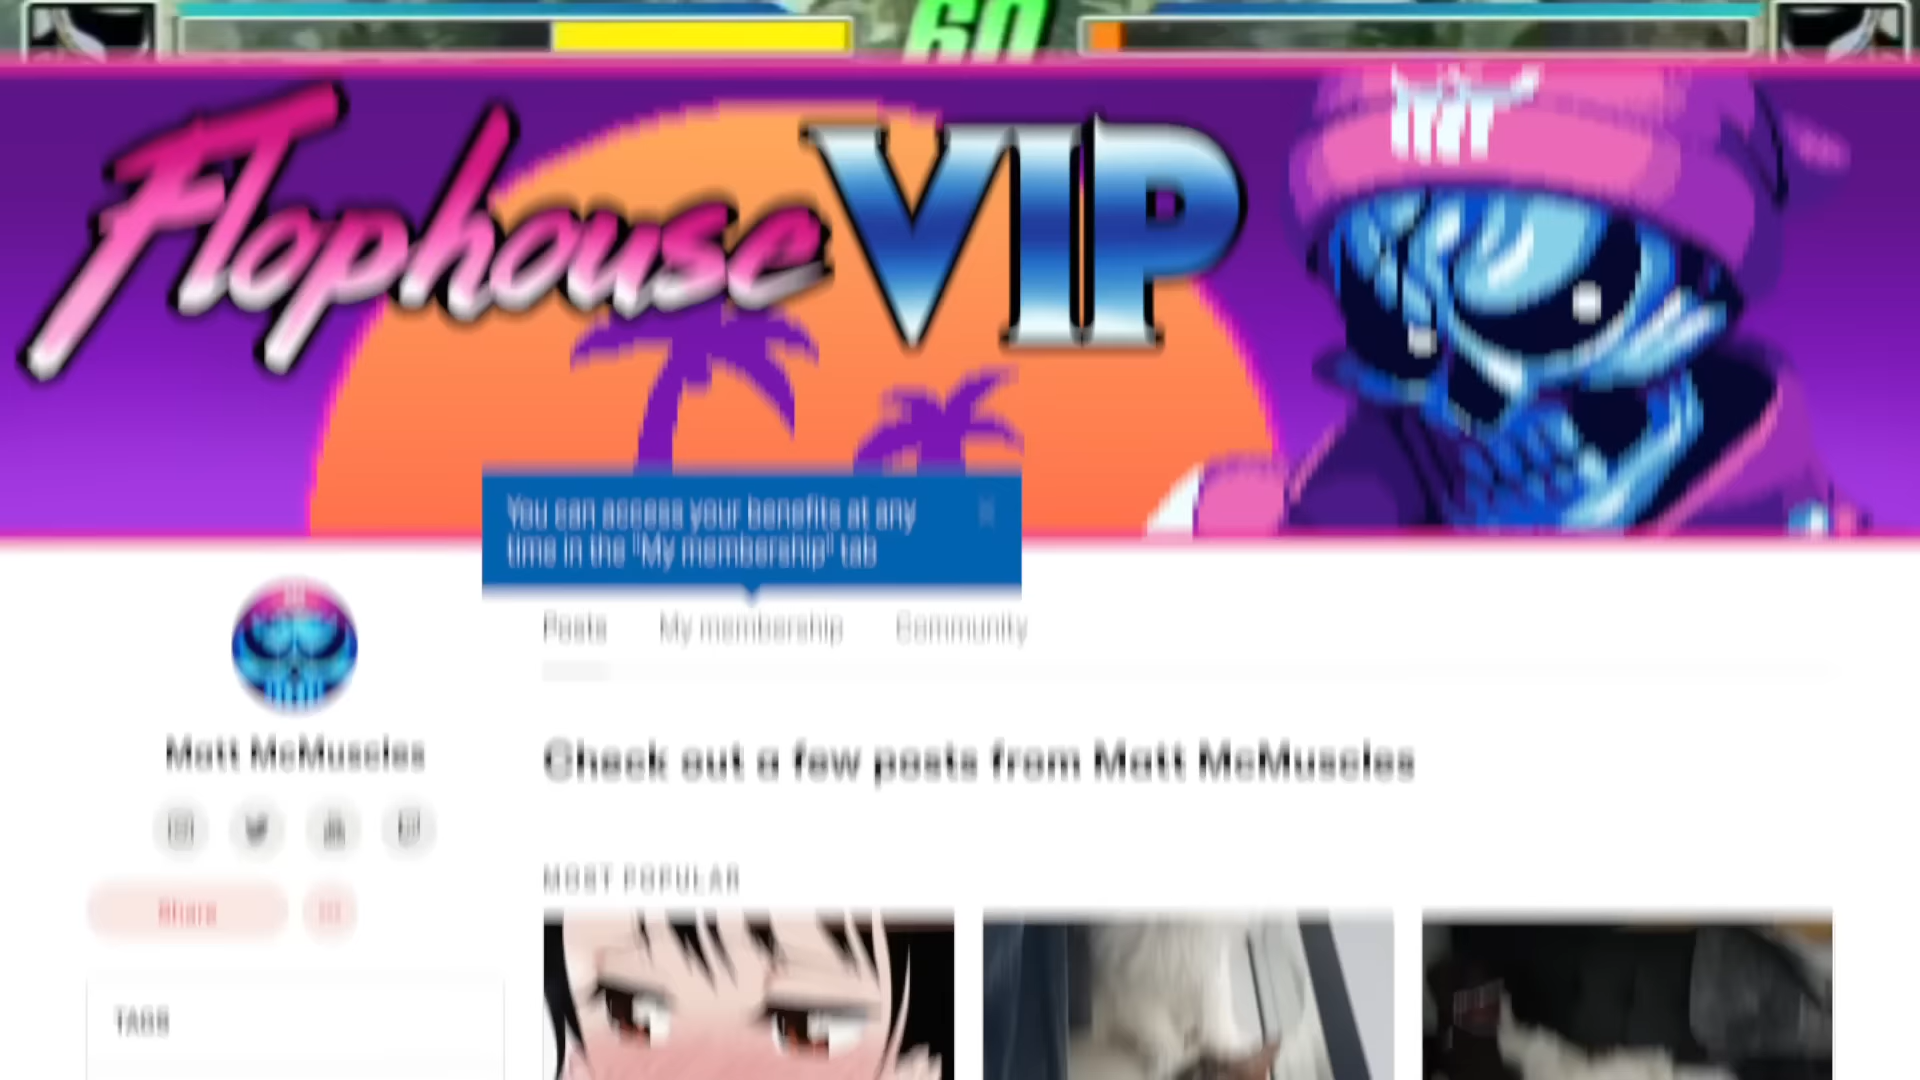 60
Flophouse VIP
You can access your benefits at any
time in the "My membership" tab
Posts My membership Community
Matt McMuscles
Check out a few posts from Matt McMuscles
MOST POPULAR
Share
TAGS